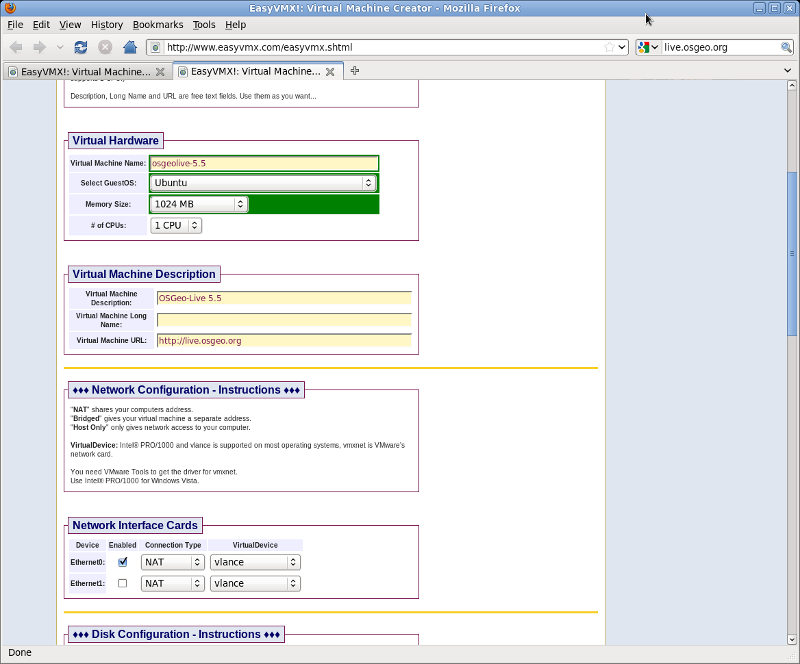 EasyVMX!: Virtual Machine Creator - Mozilla Firefox
File Edit View History Bookmarks Tools Help
http://www.easyvmx.com/easyvmx.shtml
live.osgeo.org
EasyVMX!: Virtual Machine...
EasyVMX!: Virtual Machine...
Description, Long Name and URL are free text fields. Use them as you want...
Virtual Hardware
Virtual Machine Name: osgeolive-5.5
Select GuestOS: Ubuntu
Memory Size: 1024 MB
# of CPUs: 1 CPU
Virtual Machine Description
Virtual Machine
Description: OSGeo-Live 5.5
Virtual Machine Long
Name:
Virtual Machine URL: http://live.osgeo.org
♦♦♦ Network Configuration - Instructions ♦♦♦
"NAT" shares your computers address.
"Bridged" gives your virtual machine a separate address.
"Host Only" only gives network access to your computer.
VirtualDevice: Intel® PRO/1000 and vlance is supported on most operating systems, vmxnet is VMware's
network card.
You need VMware Tools to get the driver for vmxnet.
Use Intel® PRO/1000 for Windows Vista.
Network Interface Cards
Device Enabled Connection Type VirtualDevice
Ethernet0: NAT vlance
Ethernet1: NAT vlance
♦♦♦ Disk Configuration - Instructions ♦♦♦
Done